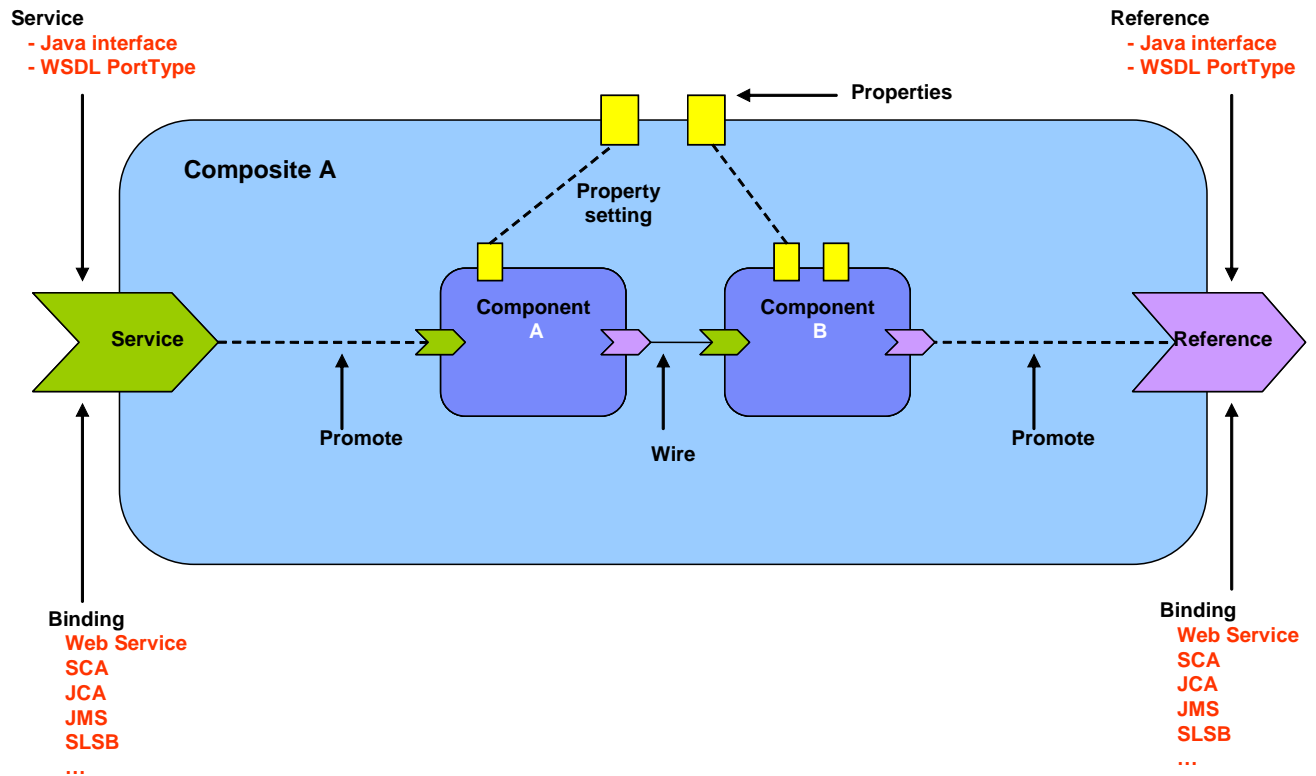 Service
- Java interface
- WSDL PortType
Reference
- Java interface
- WSDL PortType
Properties
Composite A
Property
setting
Component
A
Component
B
Service
Reference
Promote
Wire
Promote
Binding
Web Service
SCA
JCA
JMS
SLSB
...
Binding
Web Service
SCA
JCA
JMS
SLSB
...